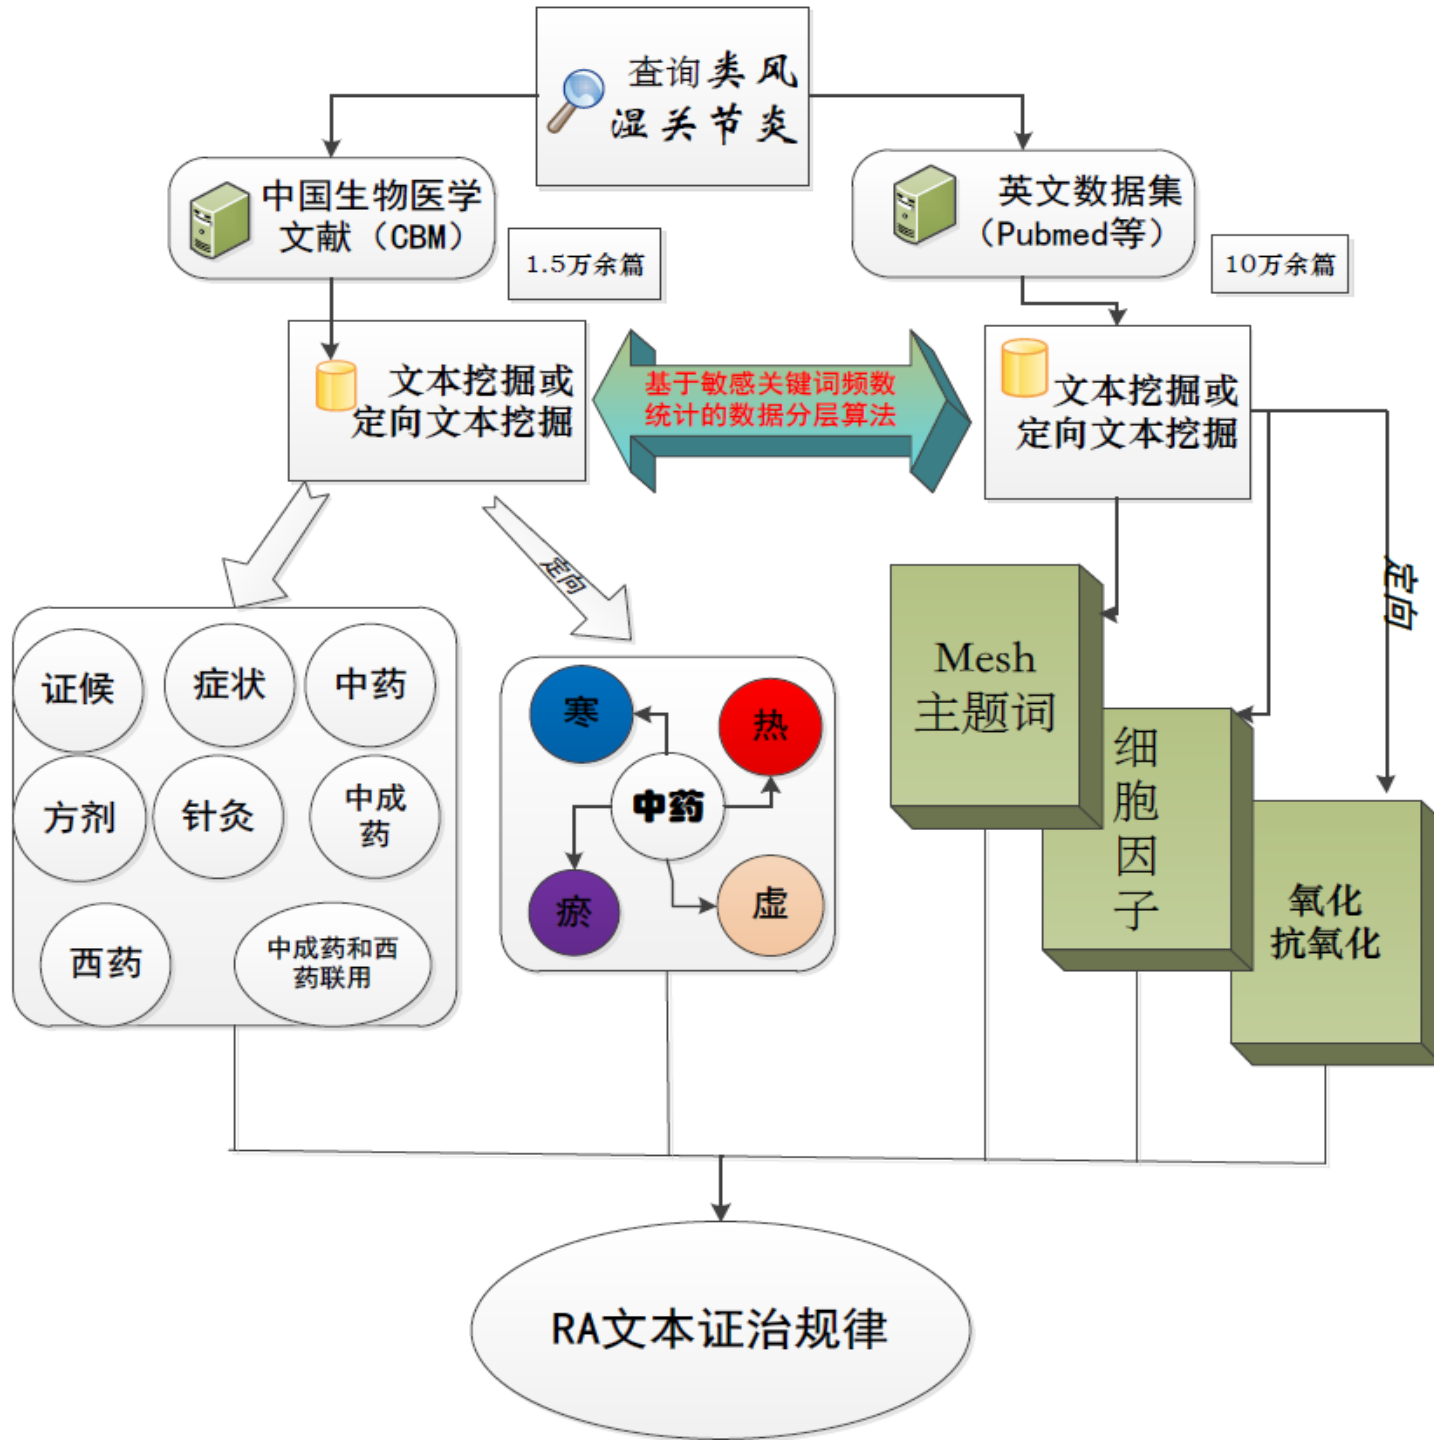 查询类风
湿关节炎
中国生物医学
文献（CBM）
1.5万余篇
英文数据集
（Pubmed等）
10万余篇
文本挖掘或
定向文本挖掘
基于敏感关键词频数
统计的数据分层算法
文本挖掘或
定向文本挖掘
定向
定向
证候
症状
中药
方剂
针灸
中成
药
西药
中成药和西
药联用
寒
热
中药
瘀
虚
Mesh
主题词
细
胞
因
子
氧化
抗氧化
RA文本证治规律